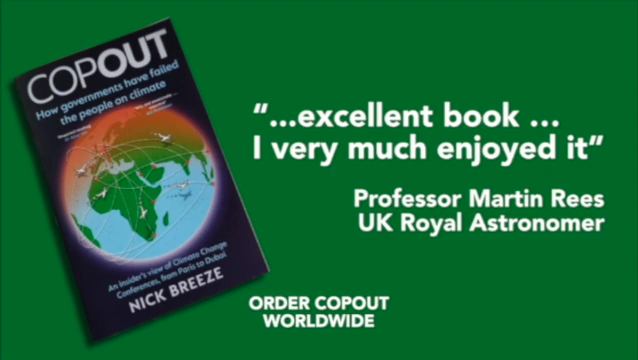 COPOUT
How governments have failed
the people on climate
An insider's view of Climate Change
Conferences, from Paris to Dubai
NICK BREEZE
“...excellent book ...
I very much enjoyed it”
Professor Martin Rees
UK Royal Astronomer
ORDER COPOUT
WORLDWIDE